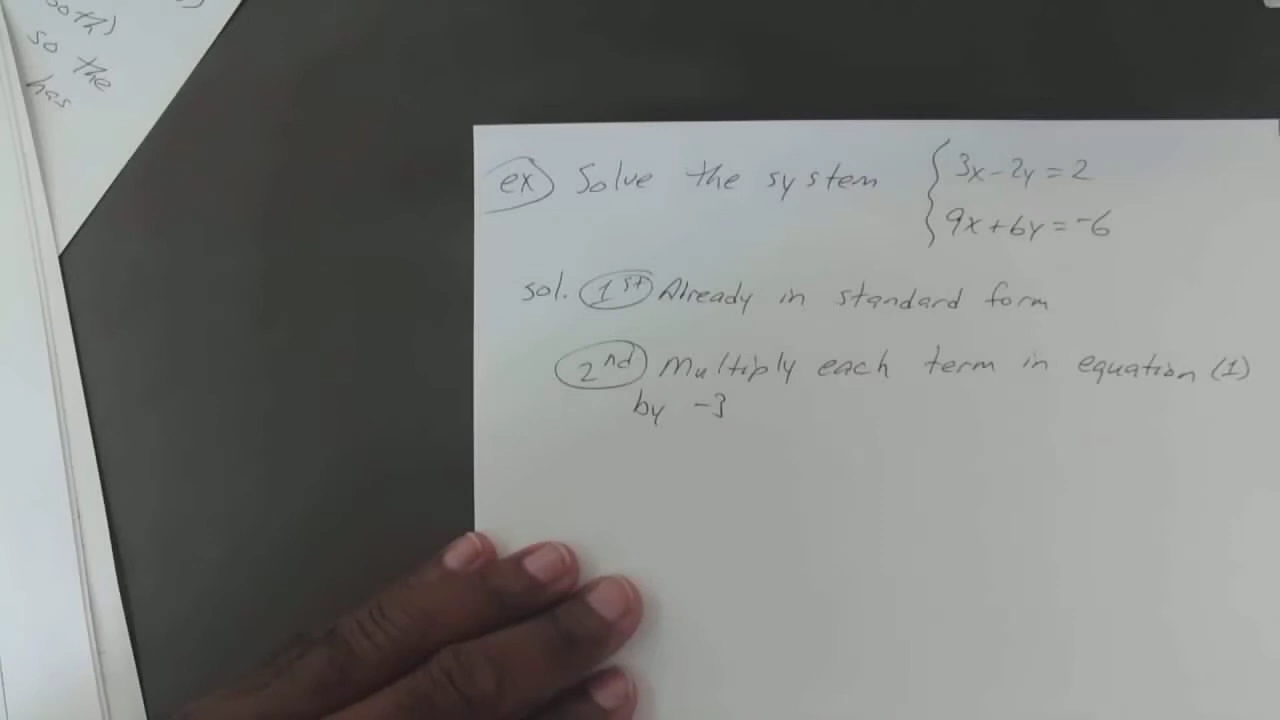 so the
has
ex Solve the system { 3x-2y=2
9x+6y=-6
sol. 1st Already in standard form
2nd Multiply each term in equation (1)
by -3